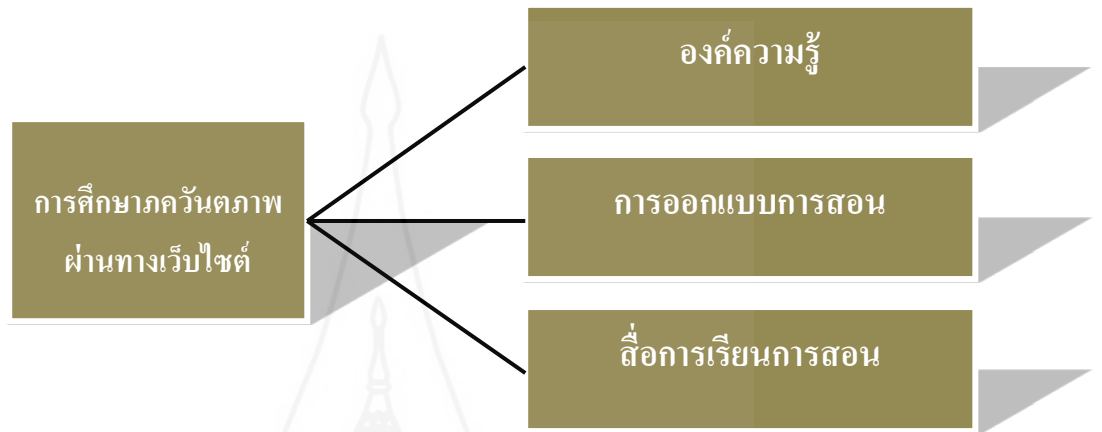 องค์ความรู้
การศึกษาภควันตภาพ
ผ่านทางเว็บไซต์
การออกแบบการสอน
สื่อการเรียนการสอน